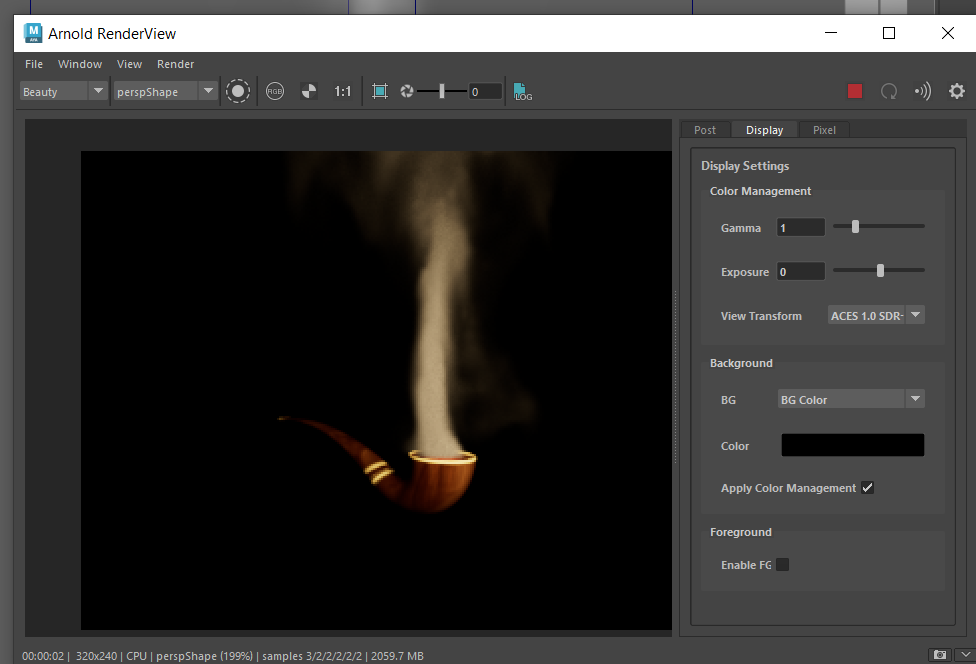 M
AFA
Arnold RenderView
File Window View Render
Beauty perspShape RGB 1:1 0 LOG
Post Display Pixel
Display Settings
Color Management
Gamma 1
Exposure 0
View Transform ACES 1.0 SDR-
Background
BG BG Color
Color
Apply Color Management
Foreground
Enable FG
00:00:02 | 320x240 | CPU | perspShape (199%) | samples 3/2/2/2/2/2 | 2059.7 MB